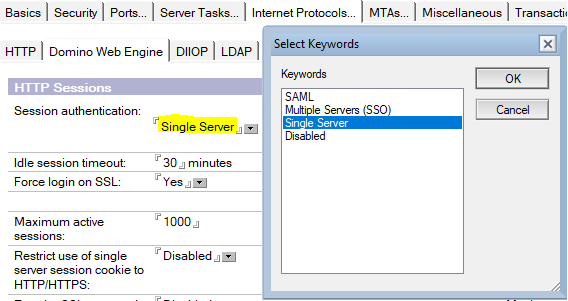 Basics Security Ports... Server Tasks... Internet Protocols... MTAs... Miscellaneous Transactio
HTTP Domino Web Engine DIIOP LDAP
HTTP Sessions
Session authentication:
Single Server
Idle session timeout: 30 minutes
Force login on SSL: Yes
Maximum active
sessions:
1000
Restrict use of single
server session cookie to
HTTP/HTTPS:
Disabled
Select Keywords
Keywords
SAML
Multiple Servers (SSO)
Single Server
Disabled
OK
Cancel